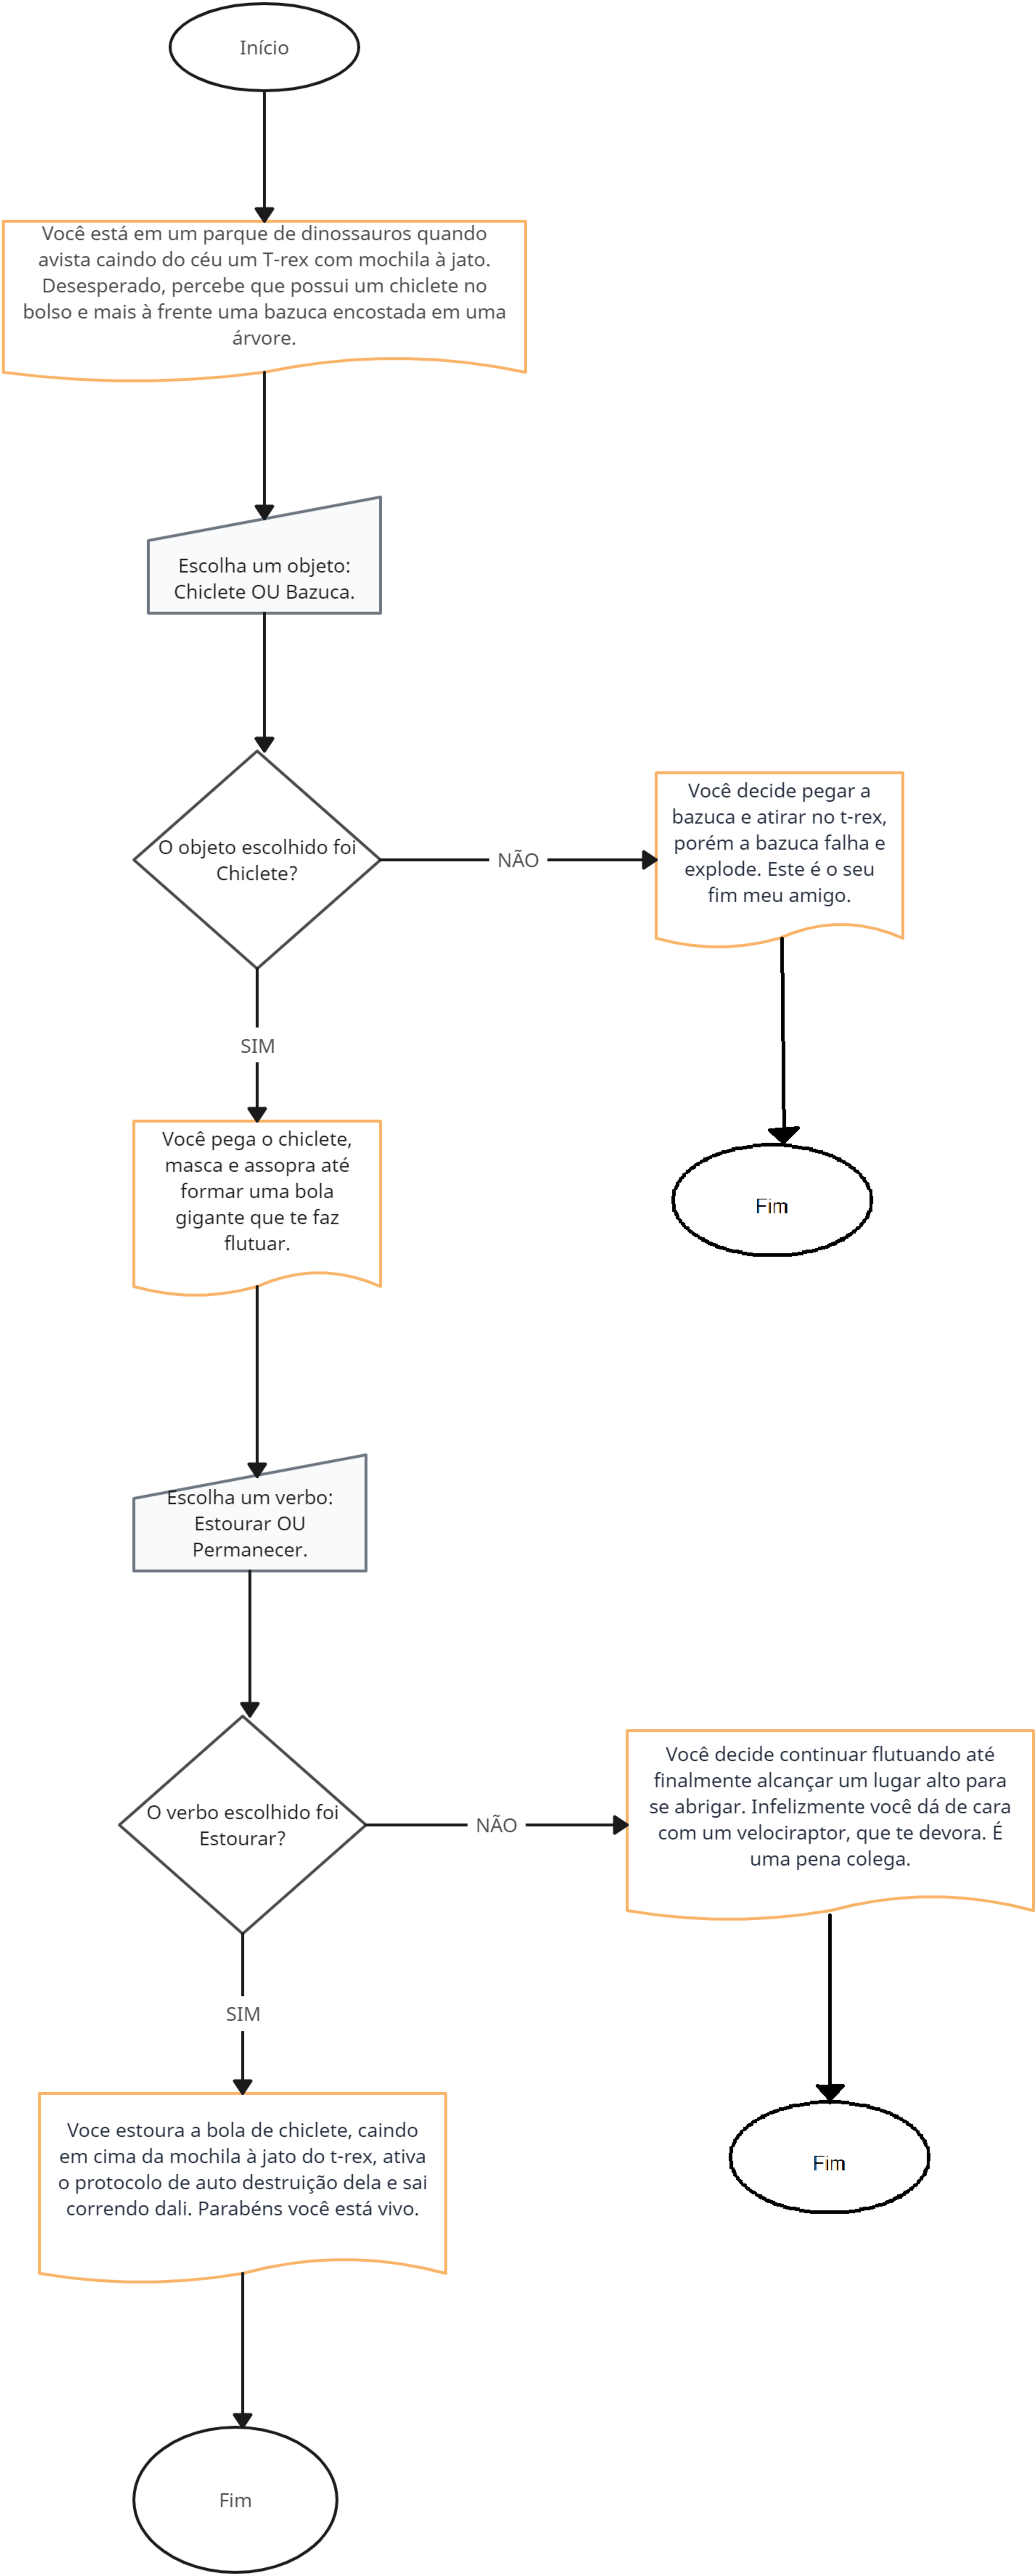 Início
Você está em um parque de dinossauros quando
avista caindo do céu um T-rex com mochila à jato.
Desesperado, percebe que possui um chiclete no
bolso e mais à frente uma bazuca encostada em uma
árvore.
Escolha um objeto:
Chiclete OU Bazuca.
O objeto escolhido foi
Chiclete?
NÃO
Você decide pegar a
bazuca e atirar no t-rex,
porém a bazuca falha e
explode. Este é o seu
fim meu amigo.
Fim
SIM
Você pega o chiclete,
masca e assopra até
formar uma bola
gigante que te faz
flutuar.
Escolha um verbo:
Estourar OU
Permanecer.
O verbo escolhido foi
Estourar?
NÃO
Você decide continuar flutuando até
finalmente alcançar um lugar alto para
se abrigar. Infelizmente você dá de cara
com um velociraptor, que te devora. É
uma pena colega.
Fim
SIM
Voce estoura a bola de chiclete, caindo
em cima da mochila à jato do t-rex, ativa
o protocolo de auto destruição dela e sai
correndo dali. Parabéns você está vivo.
Fim